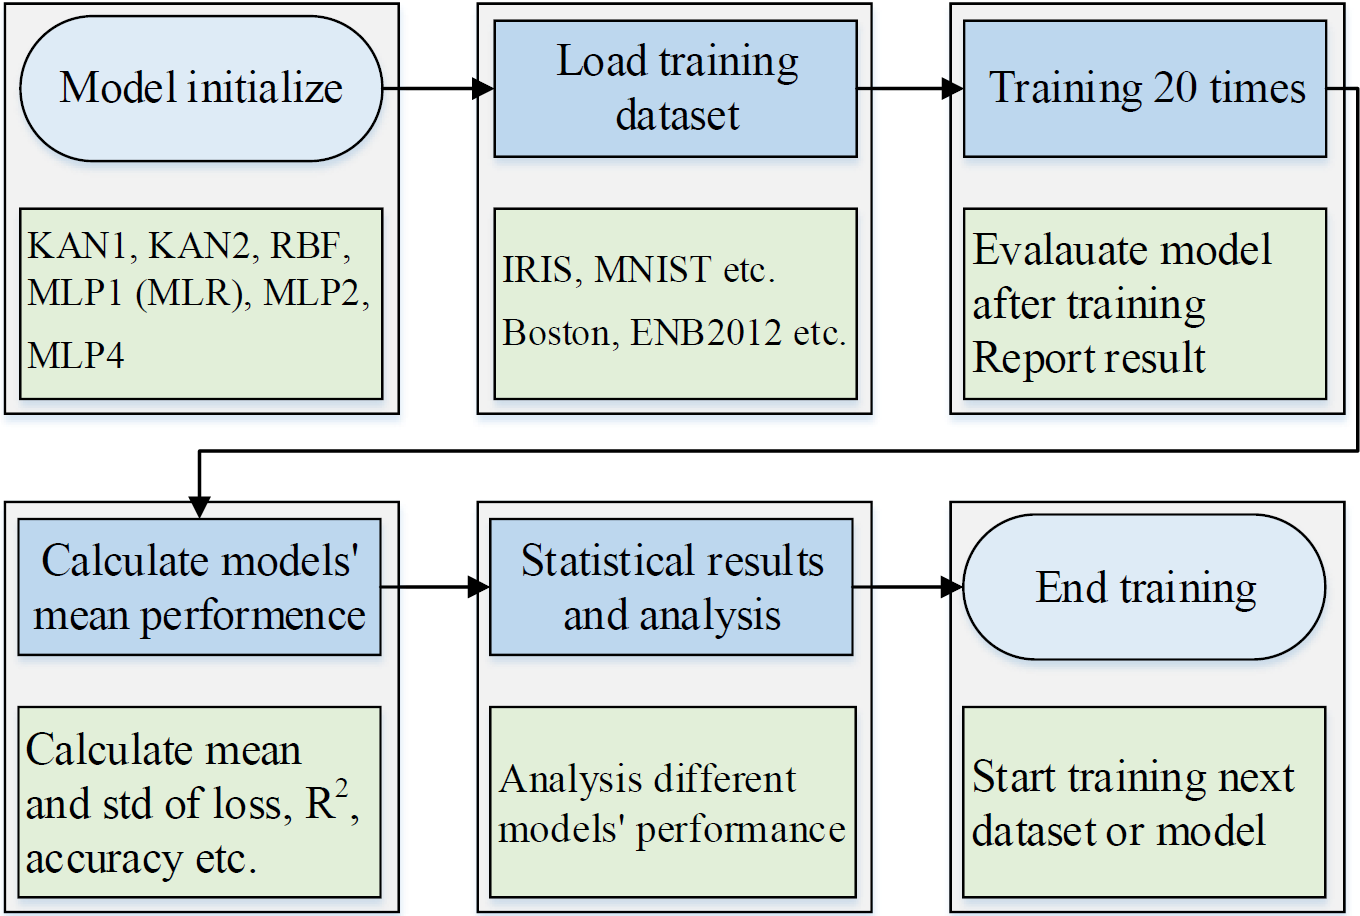 Model initialize
KAN1, KAN2, RBF,
MLP1 (MLR), MLP2,
MLP4
Load training
dataset
IRIS, MNIST etc.
Boston, ENB2012 etc.
Training 20 times
Evalauate model
after training
Report result
Calculate models'
mean performence
Calculate mean
and std of loss, R²,
accuracy etc.
Statistical results
and analysis
Analysis different
models' performance
End training
Start training next
dataset or model